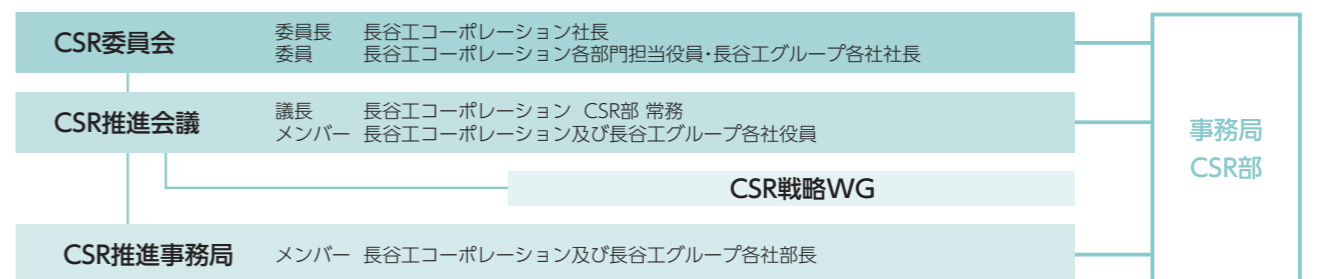 CSR委員会
委員長 長谷工コーポレーション社長
委員 長谷工コーポレーション各部門担当役員・長谷工グループ各社社長
CSR推進会議
議長 長谷工コーポレーション CSR部 常務
メンバー 長谷工コーポレーション及び長谷工グループ各社役員
CSR戦略WG
CSR推進事務局
メンバー 長谷工コーポレーション及び長谷工グループ各社部長
事務局
CSR部